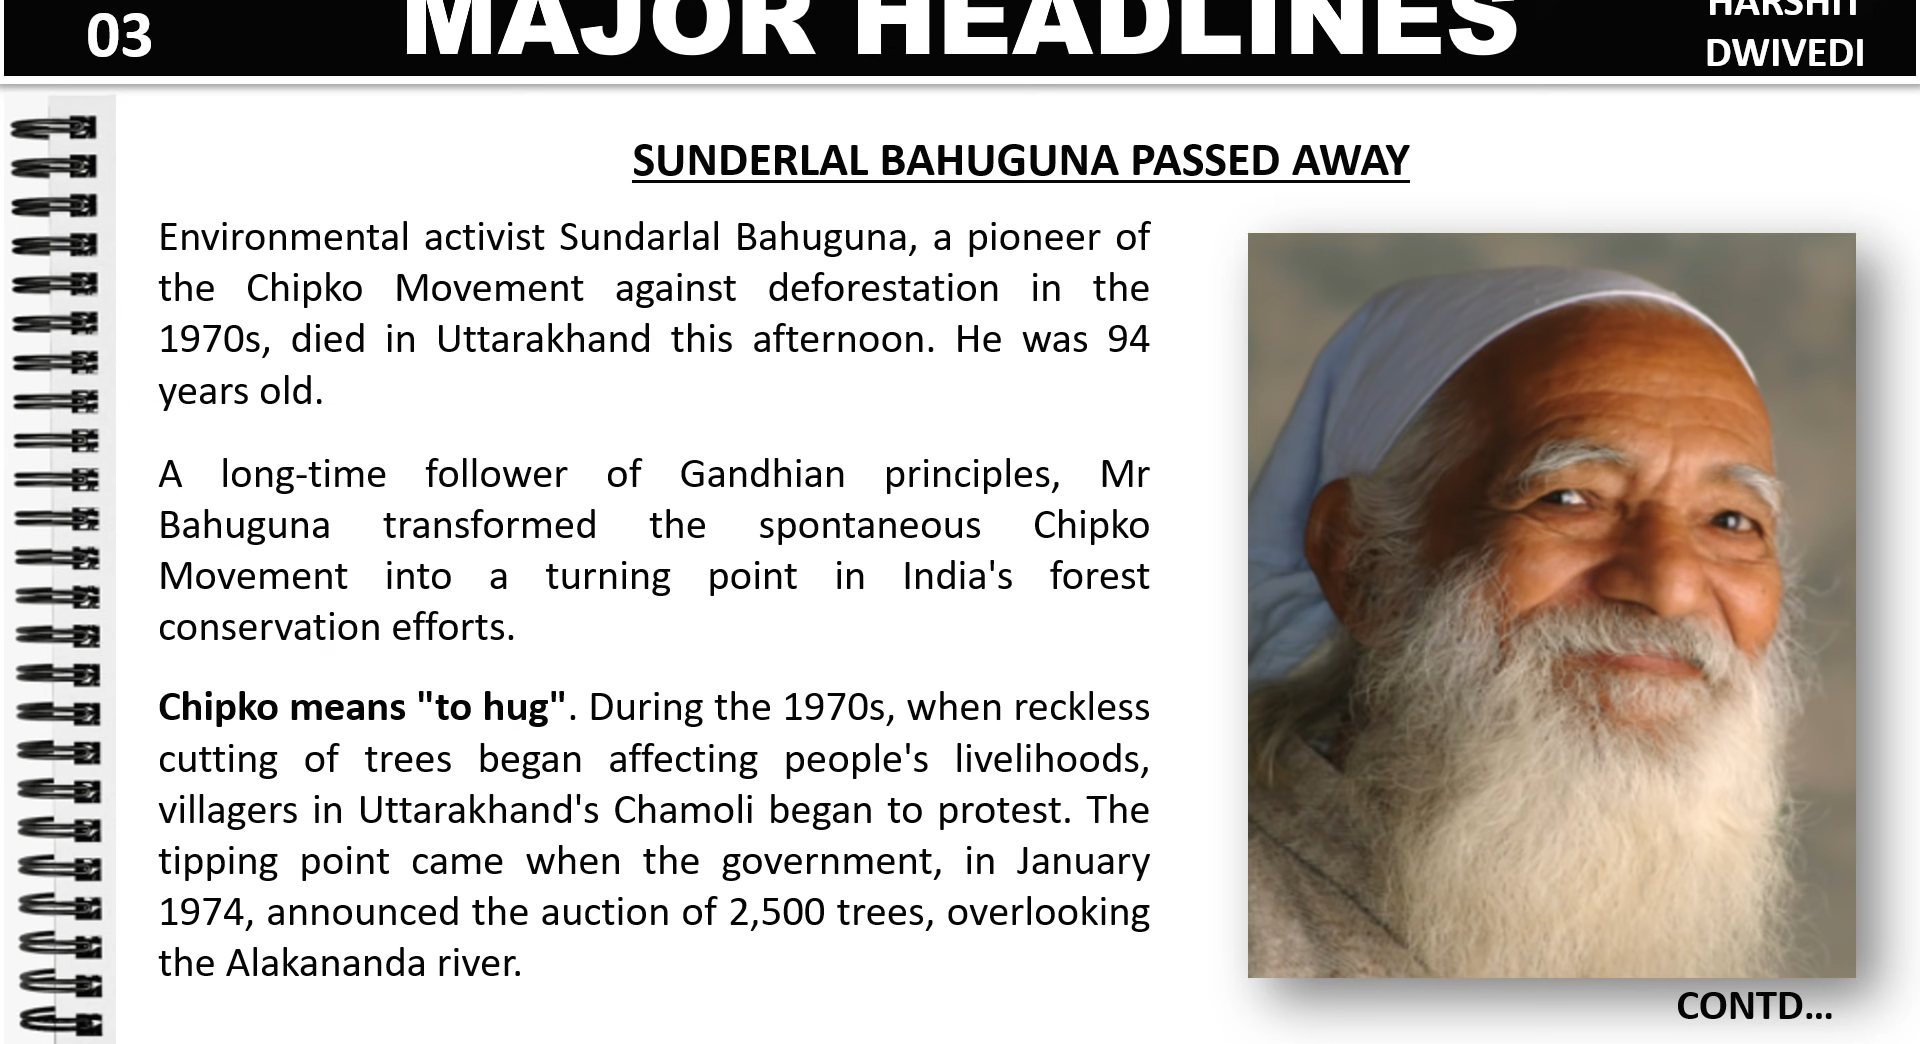 03
MAJOR HEADLINES
HARSHIT
DWIVEDI
SUNDERLAL BAHUGUNA PASSED AWAY
Environmental activist Sundarlal Bahuguna, a pioneer of
the Chipko Movement against deforestation in the
1970s, died in Uttarakhand this afternoon. He was 94
years old.
A long-time follower of Gandhian principles, Mr
Bahuguna transformed the spontaneous Chipko
Movement into a turning point in India's forest
conservation efforts.
Chipko means "to hug". During the 1970s, when reckless
cutting of trees began affecting people's livelihoods,
villagers in Uttarakhand's Chamoli began to protest. The
tipping point came when the government, in January
1974, announced the auction of 2,500 trees, overlooking
the Alakananda river.
CONTD...